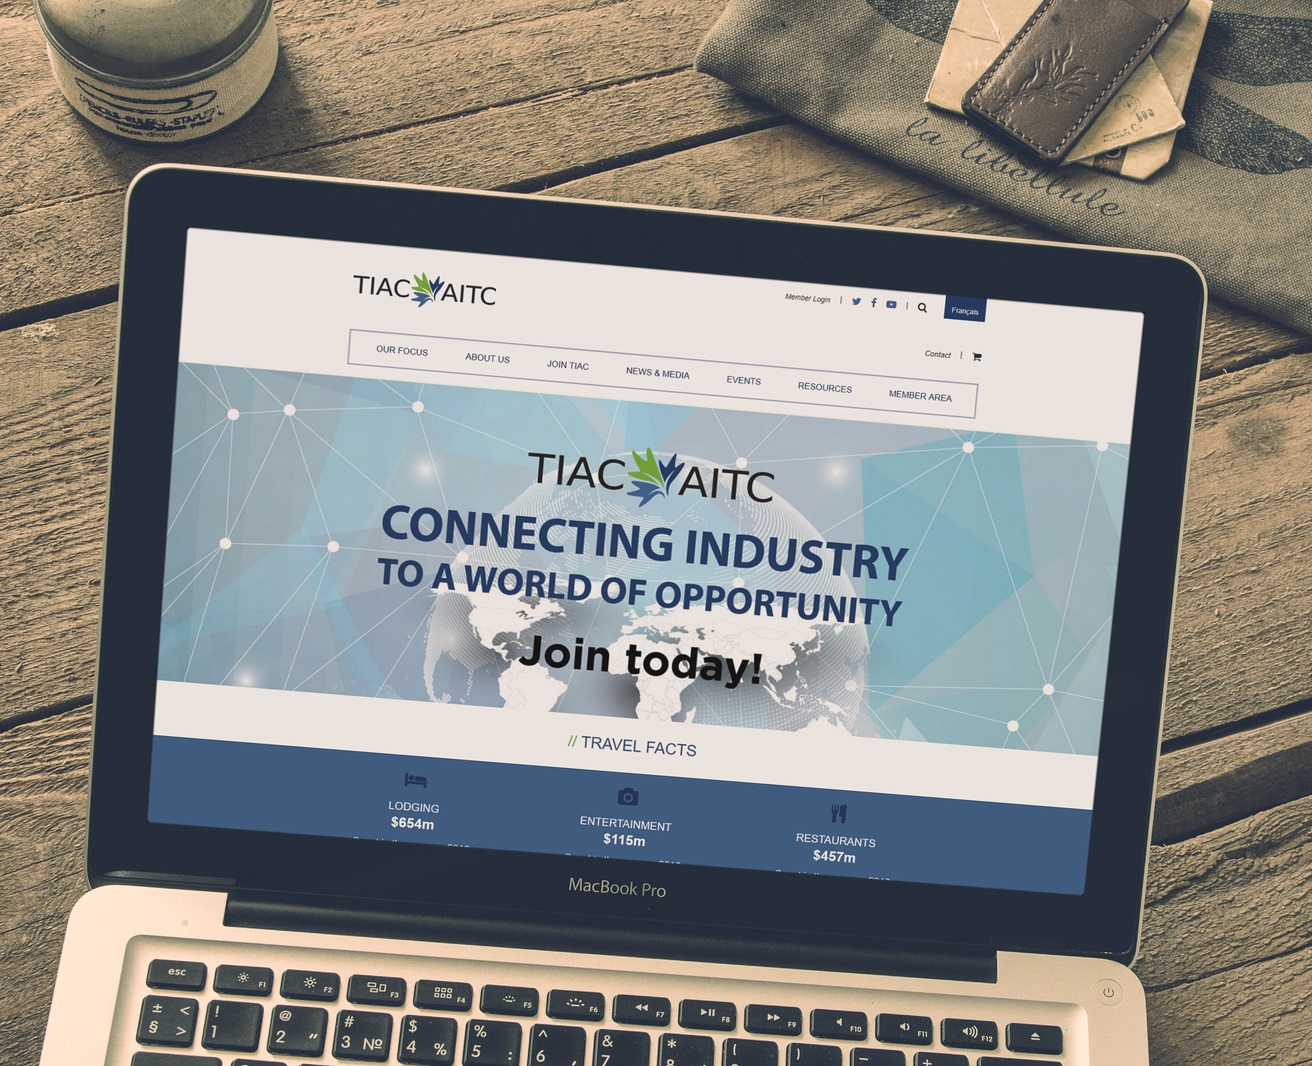 la libellule
TIAC AITC
Member Login
Français
Contact
OUR FOCUS
ABOUT US
JOIN TIAC
NEWS & MEDIA
EVENTS
RESOURCES
MEMBER AREA
TIAC AITC
CONNECTING INDUSTRY
TO A WORLD OF OPPORTUNITY
Join today!
// TRAVEL FACTS
LODGING
$654m
ENTERTAINMENT
$115m
RESTAURANTS
$457m
MacBook Pro
esc F1 F2 F3 F4 F5 F6 F7 F8 F9 F10 F11 F12
± < ! @ # $ % ^ & * ( ) – +
§ > 1 2 “ 3 № 4 % 5 : 6 , 7